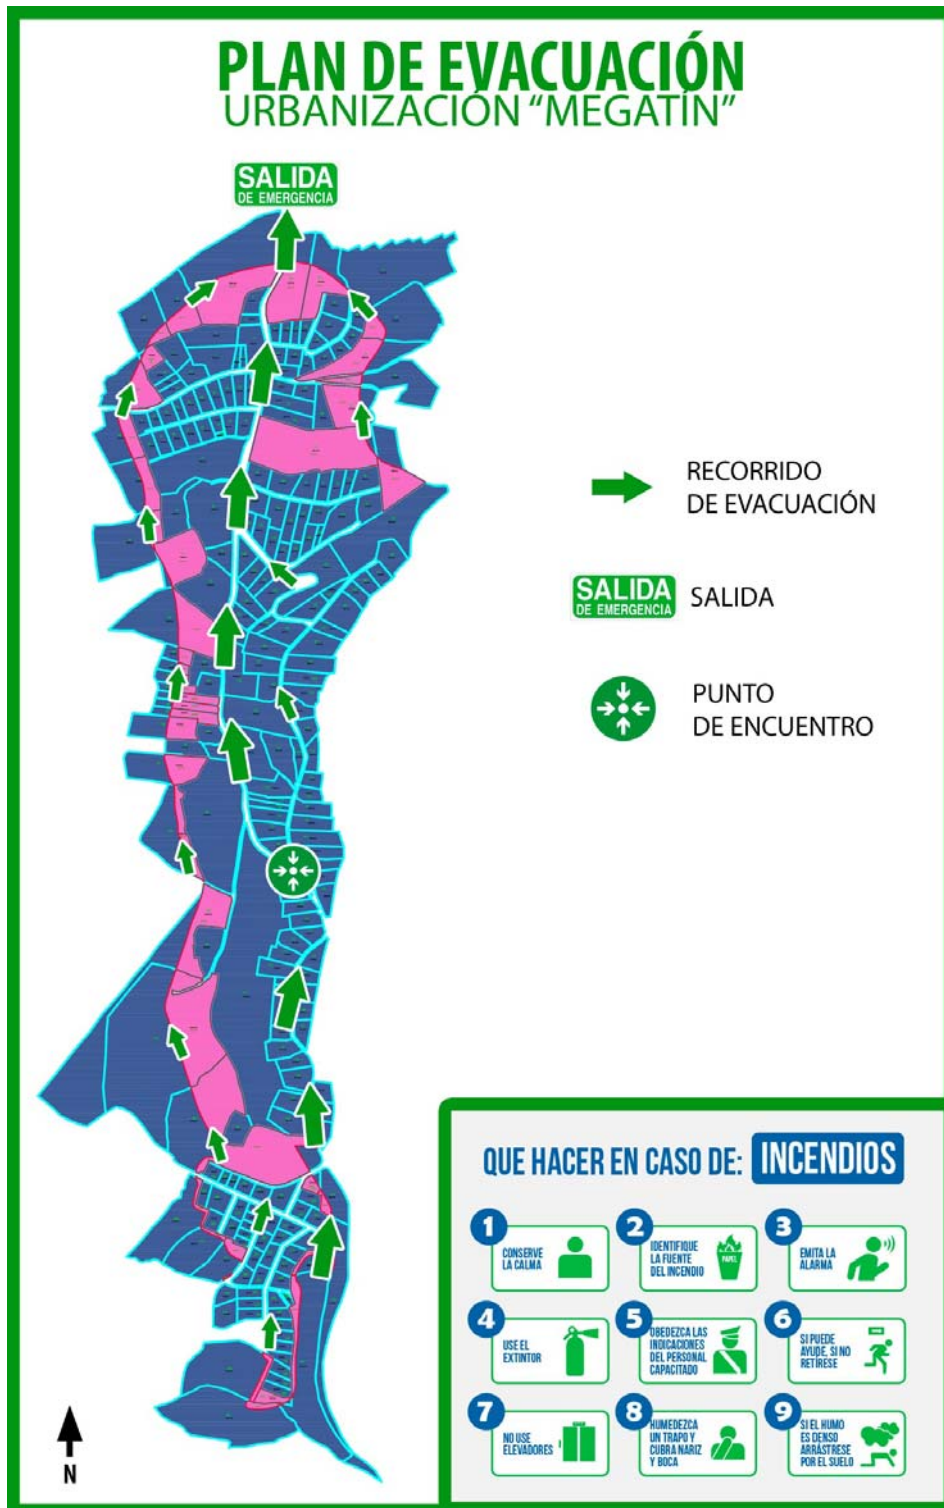 PLAN DE EVACUACIÓN
URBANIZACIÓN “MEGATÍN”
SALIDA
DE EMERGENCIA
RECORRIDO
DE EVACUACIÓN
SALIDA
DE EMERGENCIA
SALIDA
PUNTO
DE ENCUENTRO
N
QUE HACER EN CASO DE: INCENDIOS
1
CONSERVE
LA CALMA
2
IDENTIFIQUE
LA FUENTE
DEL INCENDIO
PAPEL
3
EMITA LA
ALARMA
4
USE EL
EXTINTOR
5
OBEDEZCA LAS
INDICACIONES
DEL PERSONAL
CAPACITADO
6
SI PUEDE
AYUDE, SI NO
RETÍRESE
7
NO USE
ELEVADORES
8
HUMEDEZCA
UN TRAPO Y
CUBRA NARIZ
Y BOCA
9
SI EL HUMO
ES DENSO
ARRÁSTRESE
POR EL SUELO